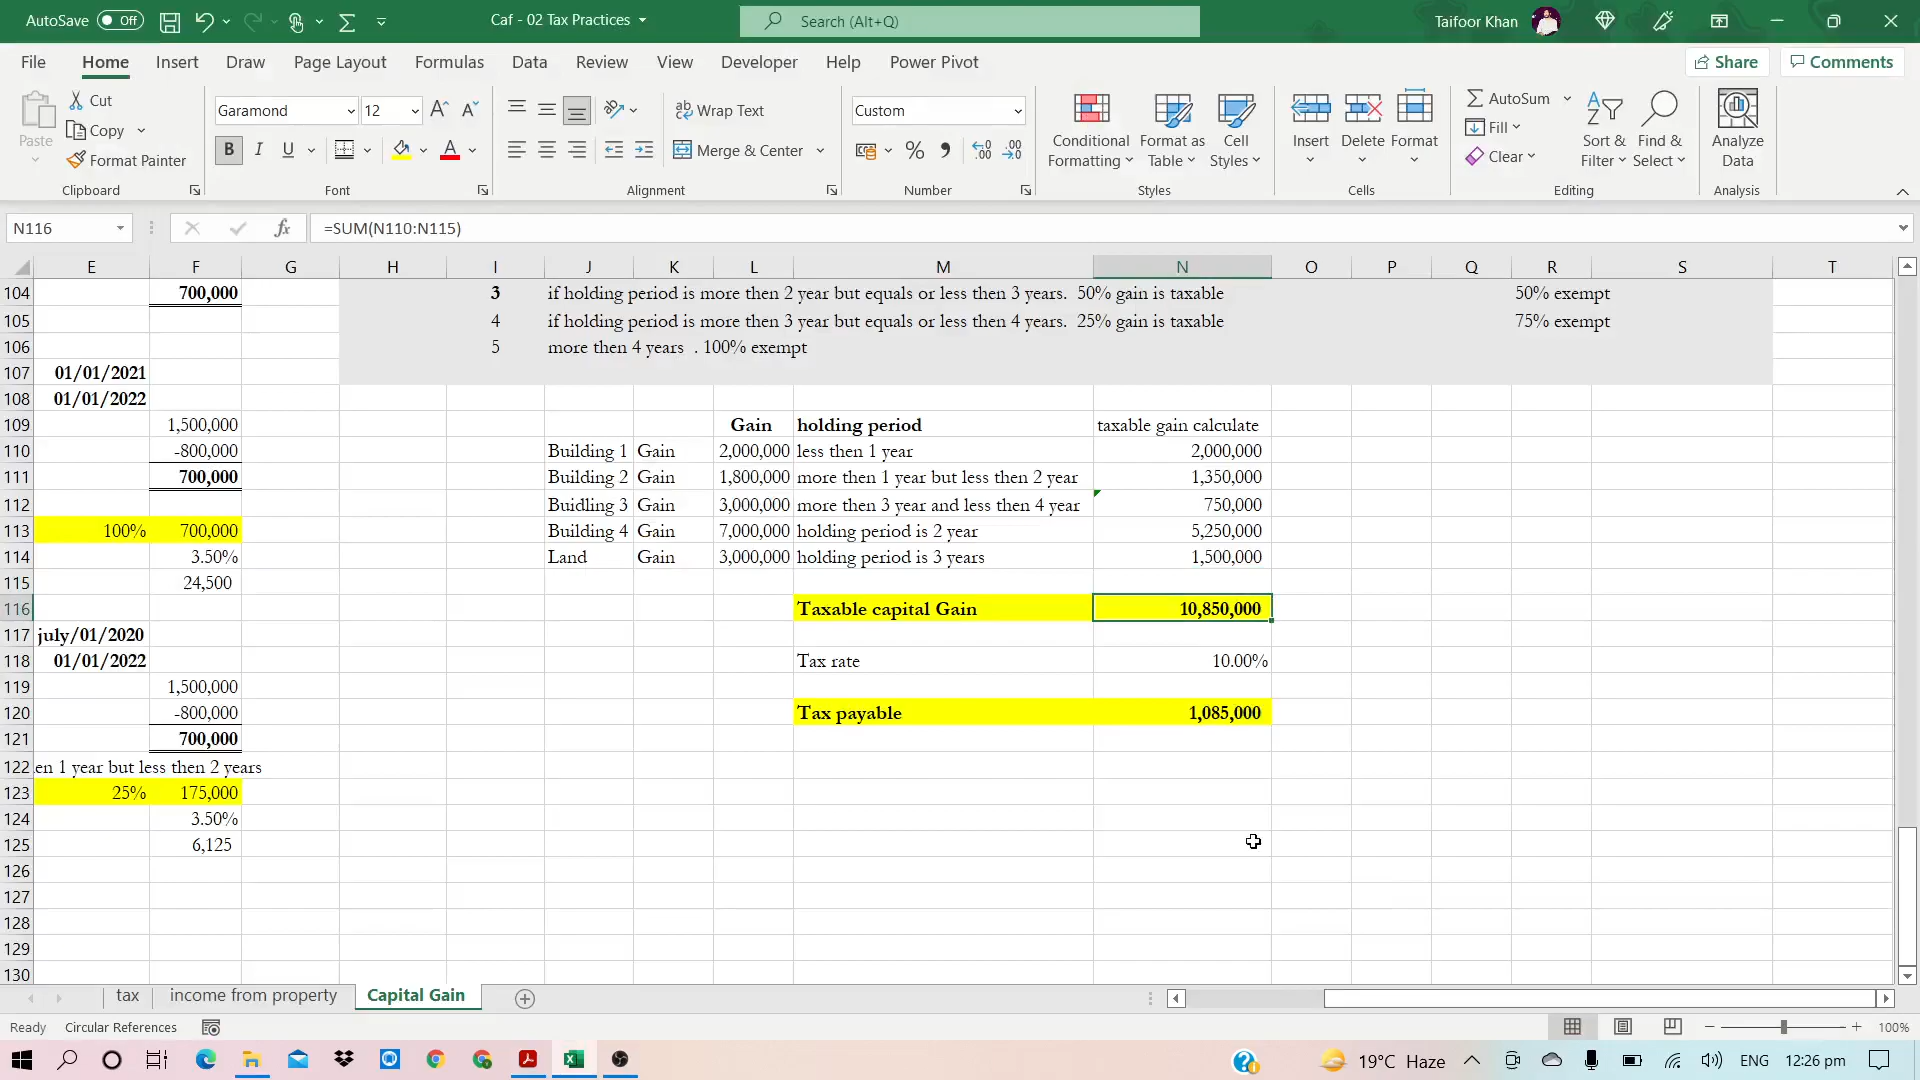 AutoSave Off
Caf - 02 Tax Practices
Search (Alt+Q)
Taifoor Khan
File Home Insert Draw Page Layout Formulas Data Review View Developer Help Power Pivot
Share Comments
Paste
Cut
Copy
Format Painter
Clipboard
Garamond 12
B I U
Font
Wrap Text
Merge & Center
Alignment
Custom
Number
Conditional Formatting
Format as Table
Cell Styles
Styles
Insert Delete Format
Cells
AutoSum
Fill
Clear
Sort & Filter
Find & Select
Editing
Analyze Data
Analysis
N116
fx =SUM(N110:N115)
E F G H I J K L M N O P Q R S T
104 700,000 3 if holding period is more then 2 year but equals or less then 3 years. 50% gain is taxable 50% exempt
105 4 if holding period is more then 3 year but equals or less then 4 years. 25% gain is taxable 75% exempt
106 5 more then 4 years . 100% exempt
107 01/01/2021
108 01/01/2022
109 1,500,000 Gain holding period taxable gain calculate
110 -800,000 Building 1 Gain 2,000,000 less then 1 year 2,000,000
111 700,000 Building 2 Gain 1,800,000 more then 1 year but less then 2 year 1,350,000
112 Buidling 3 Gain 3,000,000 more then 3 year and less then 4 year 750,000
113 100% 700,000 Building 4 Gain 7,000,000 holding period is 2 year 5,250,000
114 3.50% Land Gain 3,000,000 holding period is 3 years 1,500,000
115 24,500
116 Taxable capital Gain 10,850,000
117 july/01/2020
118 01/01/2022 Tax rate 10.00%
119 1,500,000
120 -800,000 Tax payable 1,085,000
121 700,000
122 en 1 year but less then 2 years
123 25% 175,000
124 3.50%
125 6,125
126
127
128
129
130
tax income from property Capital Gain
Ready Circular References 100%
19°C Haze ENG 12:26 pm